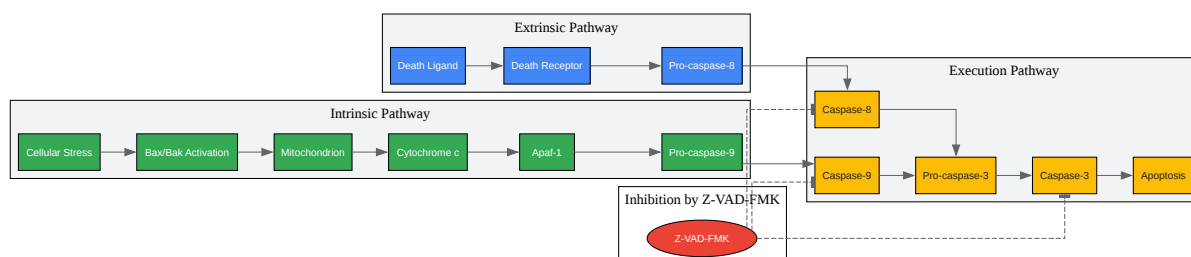 Extrinsic Pathway
Death Ligand
Death Receptor
Pro-caspase-8
Intrinsic Pathway
Cellular Stress
Bax/Bak Activation
Mitochondrion
Cytochrome c
Apaf-1
Pro-caspase-9
Execution Pathway
Caspase-8
Caspase-9
Pro-caspase-3
Caspase-3
Apoptosis
Inhibition by Z-VAD-FMK
Z-VAD-FMK